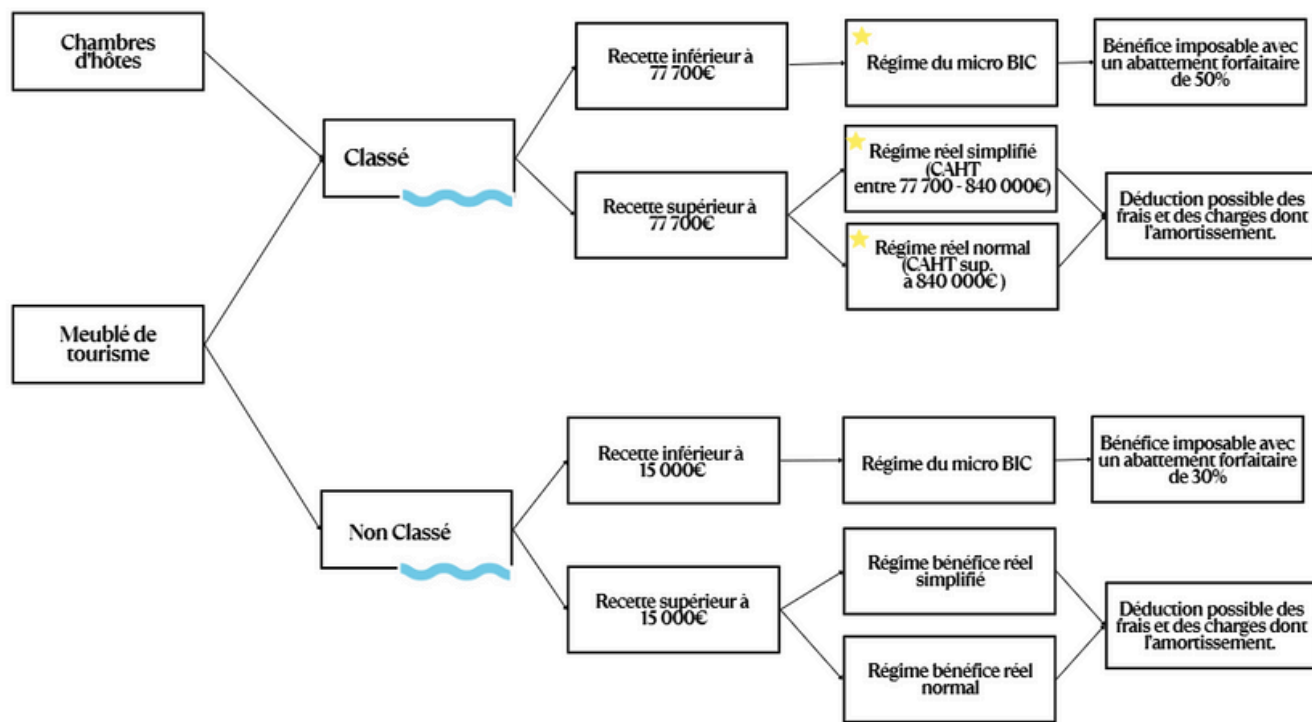 Chambres
d'hôtes
Classé
Recette inférieur à
77 700€
Régime du micro BIC
Bénéfice imposable avec
un abattement forfaitaire
de 50%
Recette supérieur à
77 700€
Régime réel simplifié
(CAHT
entre 77 700 - 840 000€)
Régime réel normal
(CAHT sup.
à 840 000€ )
Déduction possible des
frais et des charges dont
l'amortissement.
Meublé de
tourisme
Non Classé
Recette inférieur à
15 000€
Régime du micro BIC
Bénéfice imposable avec
un abattement forfaitaire
de 30%
Recette supérieur à
15 000€
Régime bénéfice réel
simplifié
Régime bénéfice réel
normal
Déduction possible des
frais et des charges dont
l'amortissement.